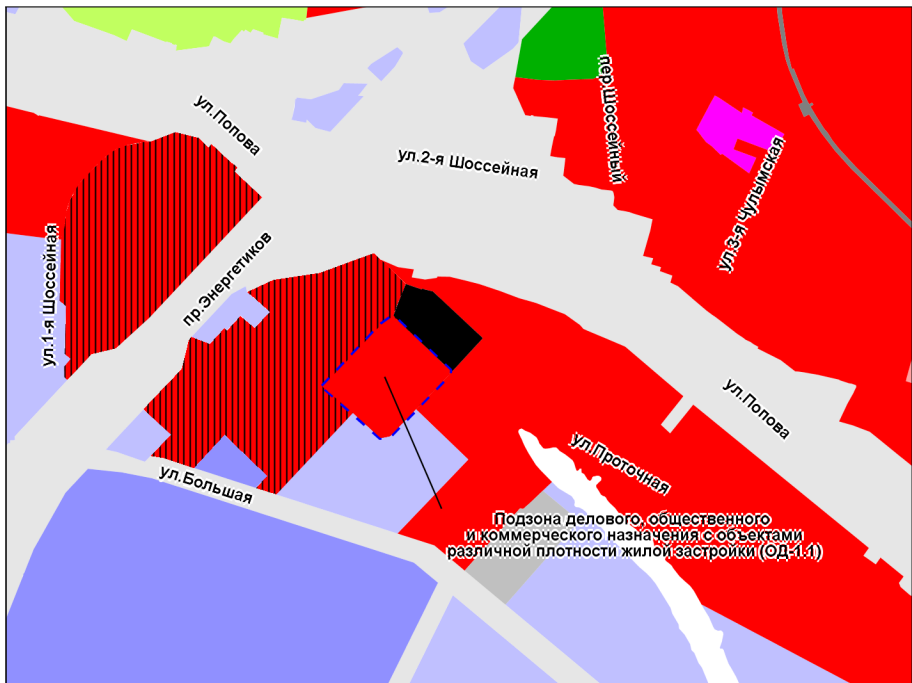 ул.Попова
ул.2-я Шоссейная
пер.Шоссейный
ул.3-я Чулымская
ул.1-я Шоссейная
пр.Энергетиков
ул.Попова
ул.Проточная
ул.Большая
Подзона делового, общественного
и коммерческого назначения с объектами
различной плотности жилой застройки (ОД-1.1)